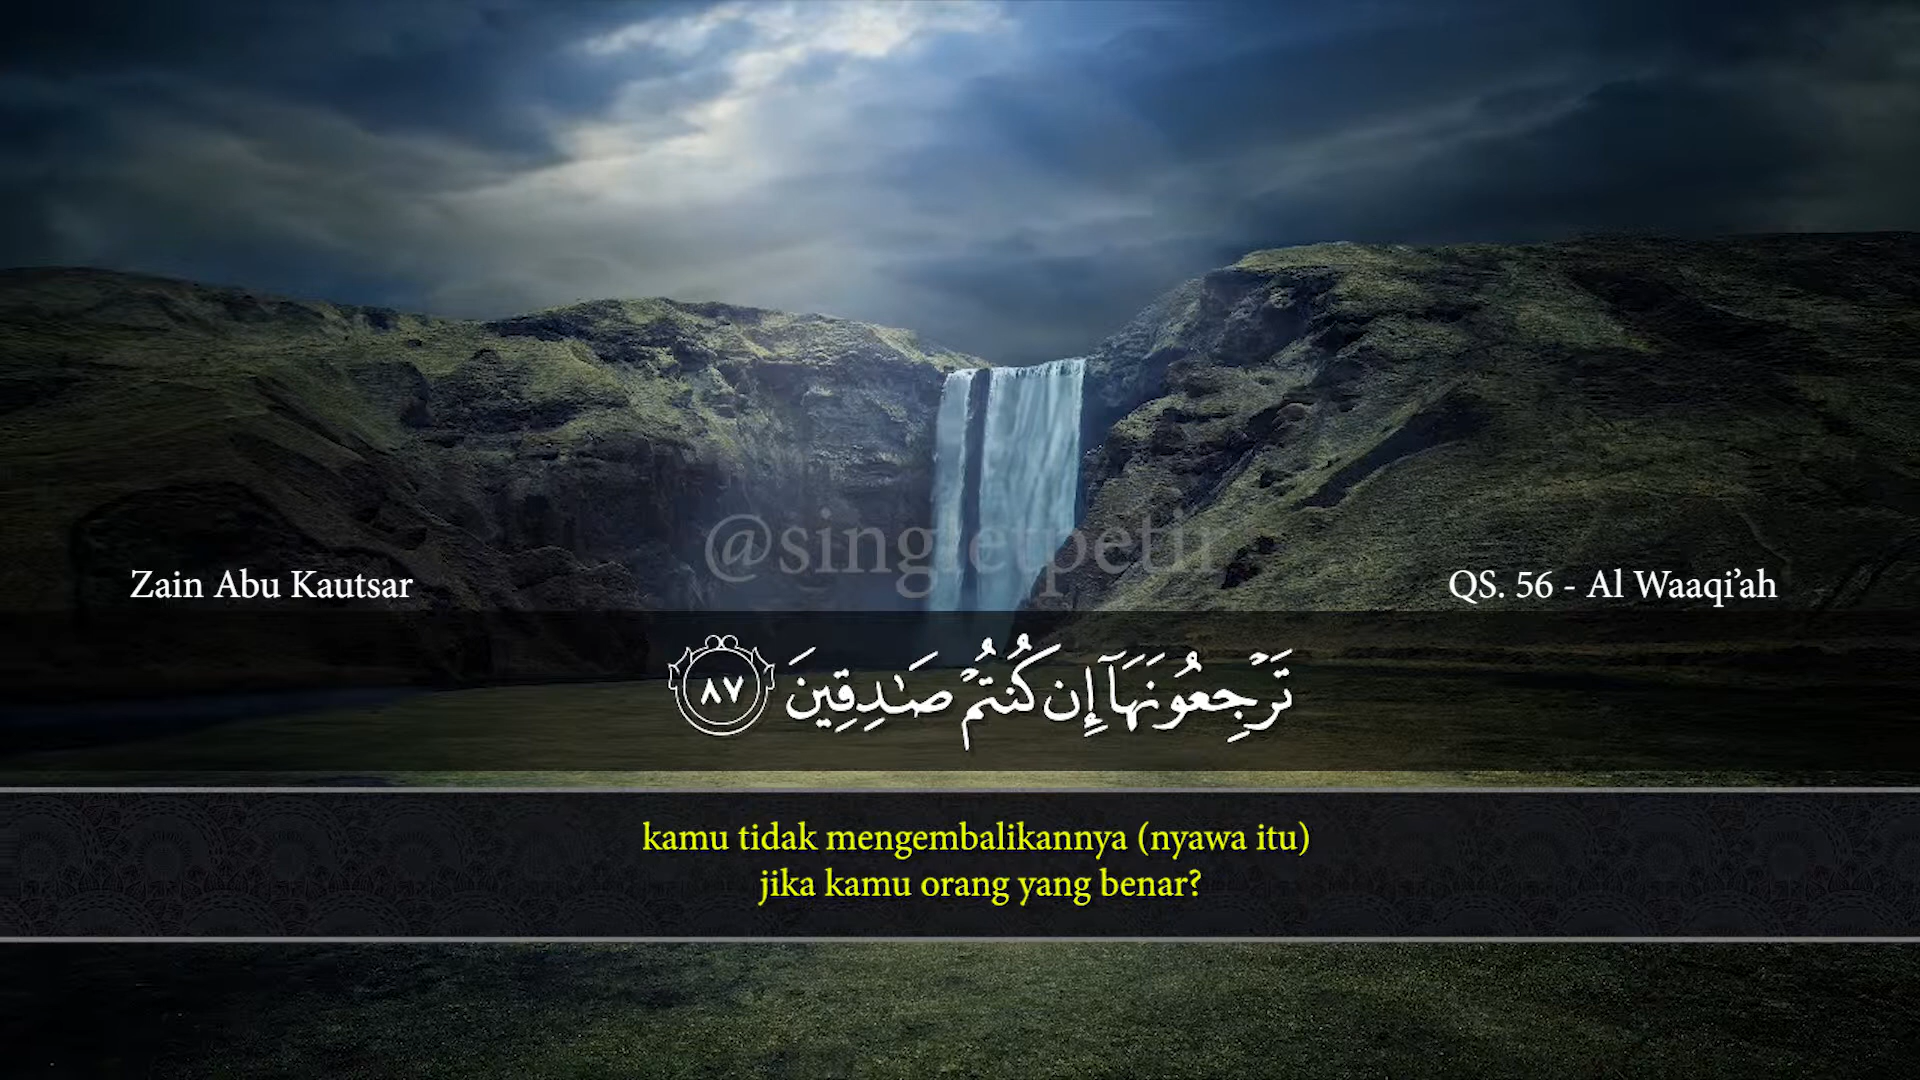 @singletpetir
Zain Abu Kautsar
QS. 56 - Al Waaqi’ah
تَرْجِعُونَهَآ إِن كُنتُمْ صَـٰدِقِينَ ٨٧
kamu tidak mengembalikannya (nyawa itu)
jika kamu orang yang benar?